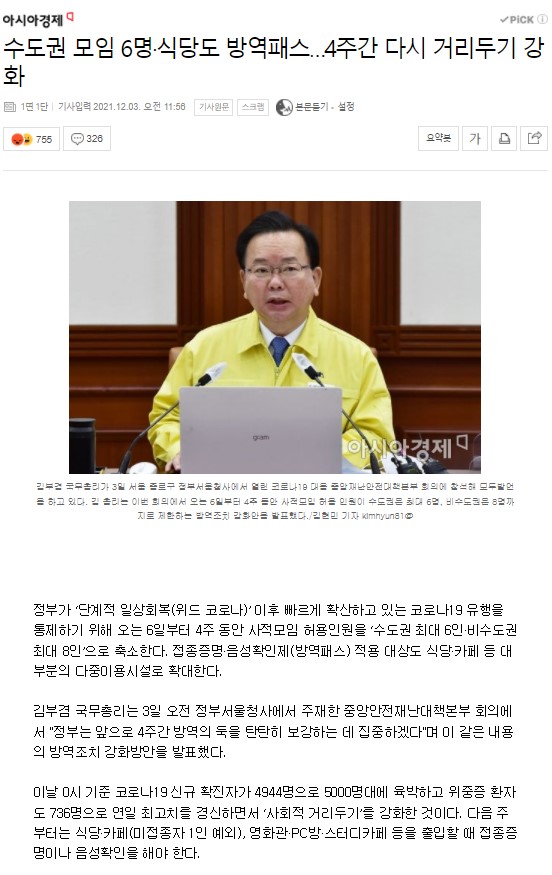 아시아경제
✓PiCK
수도권 모임 6명·식당도 방역패스…4주간 다시 거리두기 강
화
1면 1단 | 기사입력 2021.12.03. 오전 11:56 기사원문 스크랩 본문듣기 · 설정
755 326 요약봇 가
gram
아시아경제
김부겸 국무총리가 3일 서울 종로구 정부서울청사에서 열린 코로나19 대응 중앙재난안전대책본부 회의에 참석해 모두발언
을 하고 있다. 김 총리는 이번 회의에서 오는 6일부터 4주 동안 사적모임 허용 인원이 수도권은 최대 6명, 비수도권은 8명까
지로 제한하는 방역조치 강화안을 발표했다./김현민 기자 kimhyun81@
정부가 ‘단계적 일상회복(위드 코로나)’ 이후 빠르게 확산하고 있는 코로나19 유행을
통제하기 위해 오는 6일부터 4주 동안 사적모임 허용인원을 ‘수도권 최대 6인·비수도권
최대 8인’으로 축소한다. 접종증명·음성확인제(방역패스) 적용 대상도 식당·카페 등 대
부분의 다중이용시설로 확대한다.
김부겸 국무총리는 3일 오전 정부서울청사에서 주재한 중앙안전재난대책본부 회의에
서 "정부는 앞으로 4주간 방역의 둑을 탄탄히 보강하는 데 집중하겠다"며 이 같은 내용
의 방역조치 강화방안을 발표했다.
이날 0시 기준 코로나19 신규 확진자가 4944명으로 5000명대에 육박하고 위중증 환자
도 736명으로 연일 최고치를 경신하면서 ‘사회적 거리두기’를 강화한 것이다. 다음 주
부터는 식당·카페(미접종자 1인 예외), 영화관·PC방·스터디카페 등을 출입할 때 접종증
명이나 음성확인을 해야 한다.